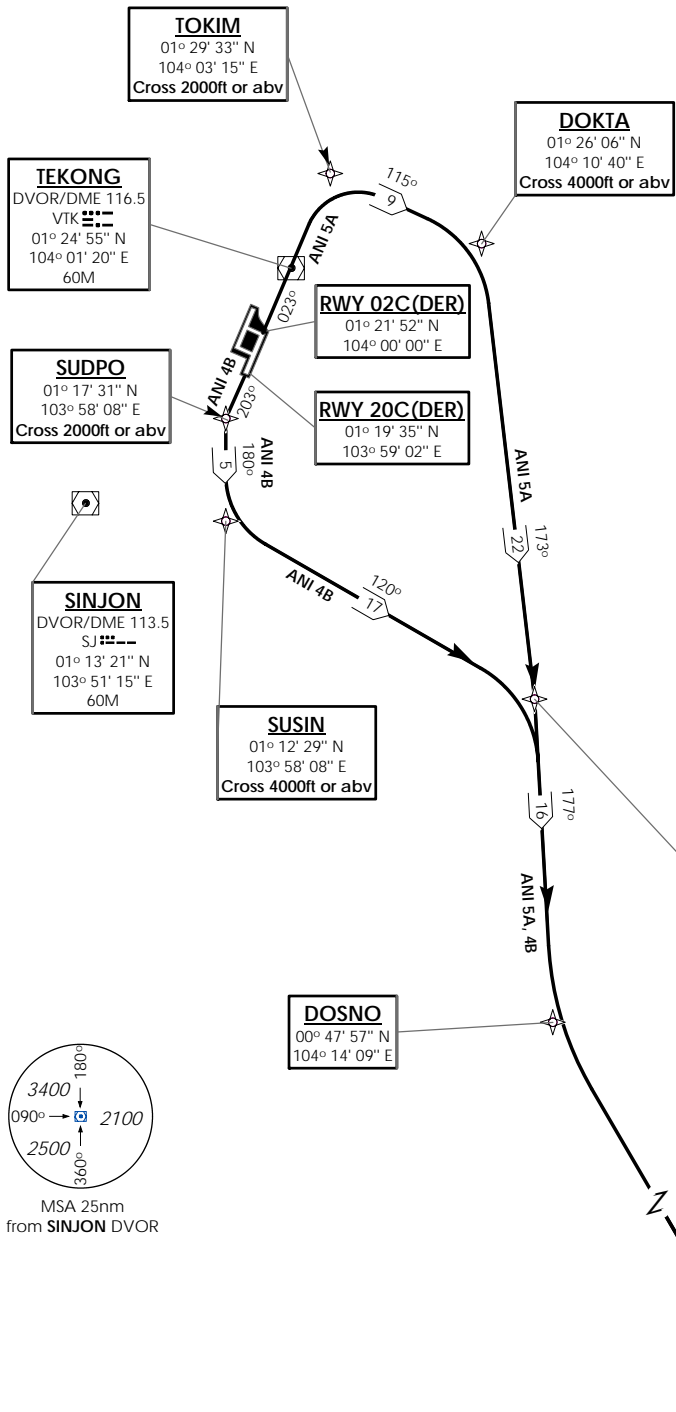 TOKIM
01° 29' 33" N
104° 03' 15" E
Cross 2000ft or abv
DOKTA
01° 26' 06" N
104° 10' 40" E
Cross 4000ft or abv
TEKONG
DVOR/DME 116.5
VTK
01° 24' 55" N
104° 01' 20" E
60M
115°
9
ANI 5A
023°
RWY 02C(DER)
01° 21' 52" N
104° 00' 00" E
SUDPO
01° 17' 31" N
103° 58' 08" E
Cross 2000ft or abv
ANI 4B
203°
RWY 20C(DER)
01° 19' 35" N
103° 59' 02" E
5
180°
ANI 4B
ANI 5A
22
173°
SINJON
DVOR/DME 113.5
SJ
01° 13' 21" N
103° 51' 15" E
60M
ANI 4B
120°
17
SUSIN
01° 12' 29" N
103° 58' 08" E
Cross 4000ft or abv
16
177°
ANI 5A, 4B
DOSNO
00° 47' 57" N
104° 14' 09" E
180°
3400
090°
2100
2500
360°
MSA 25nm
from SINJON DVOR